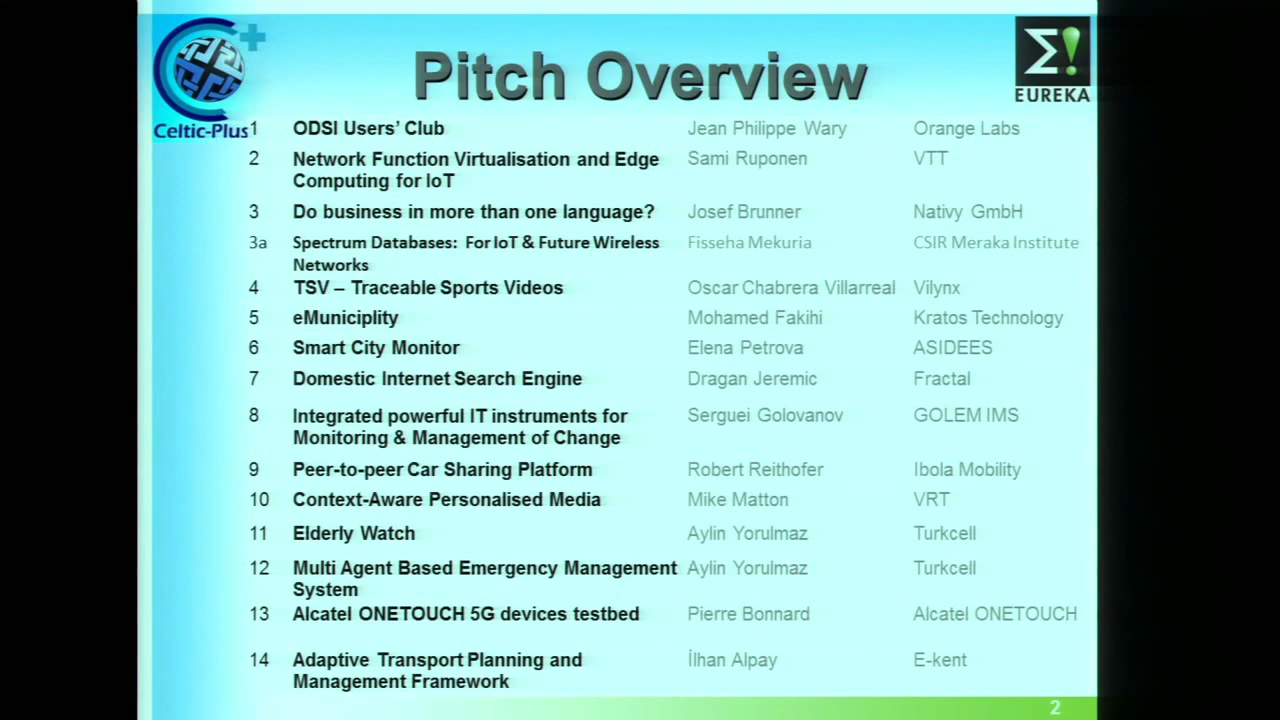 Pitch Overview
Celtic-Plus
EUREKA
1 ODSI Users' Club Jean Philippe Wary Orange Labs
2 Network Function Virtualisation and Edge Sami Ruponen VTT
Computing for IoT
3 Do business in more than one language? Josef Brunner Nativy GmbH
3a Spectrum Databases: For IoT & Future Wireless Fisseha Mekuria CSIR Meraka Institute
Networks
4 TSV – Traceable Sports Videos Oscar Chabrera Villarreal Vilynx
5 eMuniciplity Mohamed Fakihi Kratos Technology
6 Smart City Monitor Elena Petrova ASIDEES
7 Domestic Internet Search Engine Dragan Jeremic Fractal
8 Integrated powerful IT instruments for Serguei Golovanov GOLEM IMS
Monitoring & Management of Change
9 Peer-to-peer Car Sharing Platform Robert Reithofer Ibola Mobility
10 Context-Aware Personalised Media Mike Matton VRT
11 Elderly Watch Aylin Yorulmaz Turkcell
12 Multi Agent Based Emergency Management Aylin Yorulmaz Turkcell
System
13 Alcatel ONETOUCH 5G devices testbed Pierre Bonnard Alcatel ONETOUCH
14 Adaptive Transport Planning and İlhan Alpay E-kent
Management Framework
2